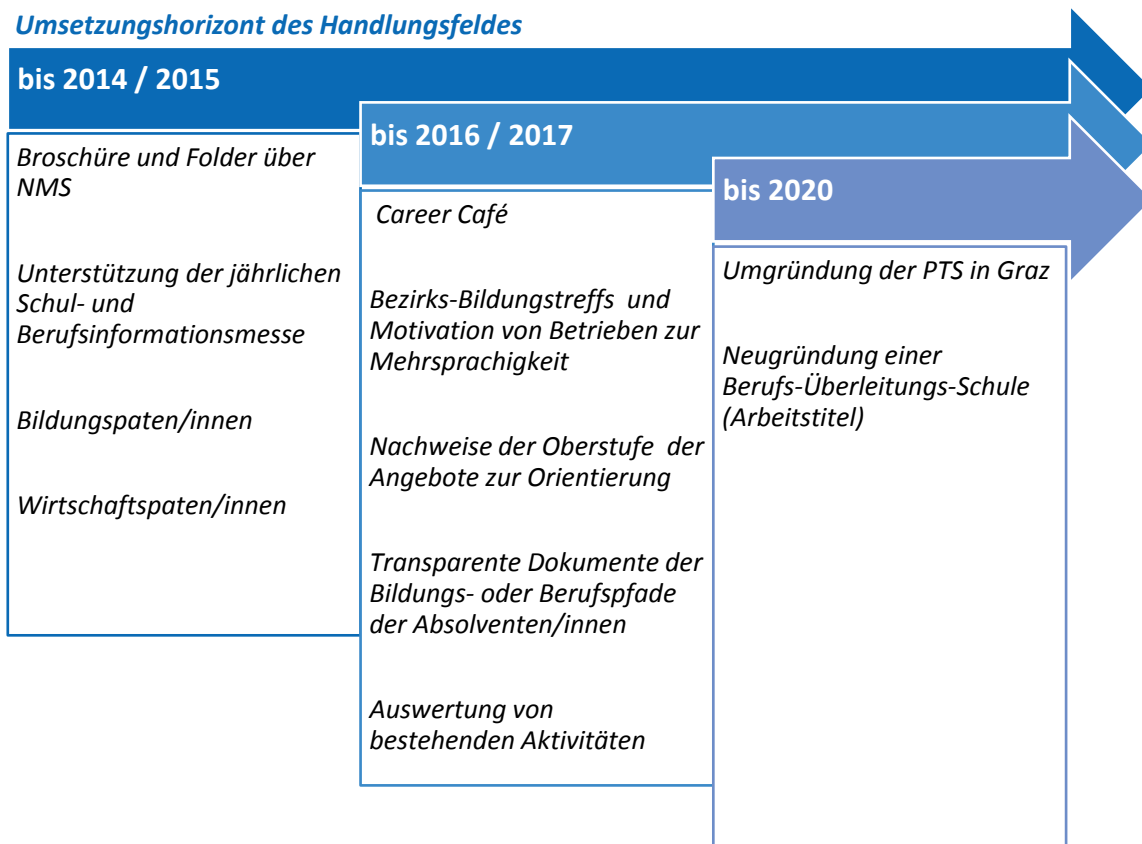 Umsetzungshorizont des Handlungsfeldes
bis 2014 / 2015
Broschüre und Folder über
NMS
Unterstützung der jährlichen
Schul- und
Berufsinformationsmesse
Bildungspaten/innen
Wirtschaftspaten/innen
bis 2016 / 2017
Career Café
Bezirks-Bildungstreffs und
Motivation von Betrieben zur
Mehrsprachigkeit
Nachweise der Oberstufe der
Angebote zur Orientierung
Transparente Dokumente der
Bildungs- oder Berufspfade
der Absolventen/innen
Auswertung von
bestehenden Aktivitäten
bis 2020
Umgründung der PTS in Graz
Neugründung einer
Berufs-Überleitungs-Schule
(Arbeitstitel)